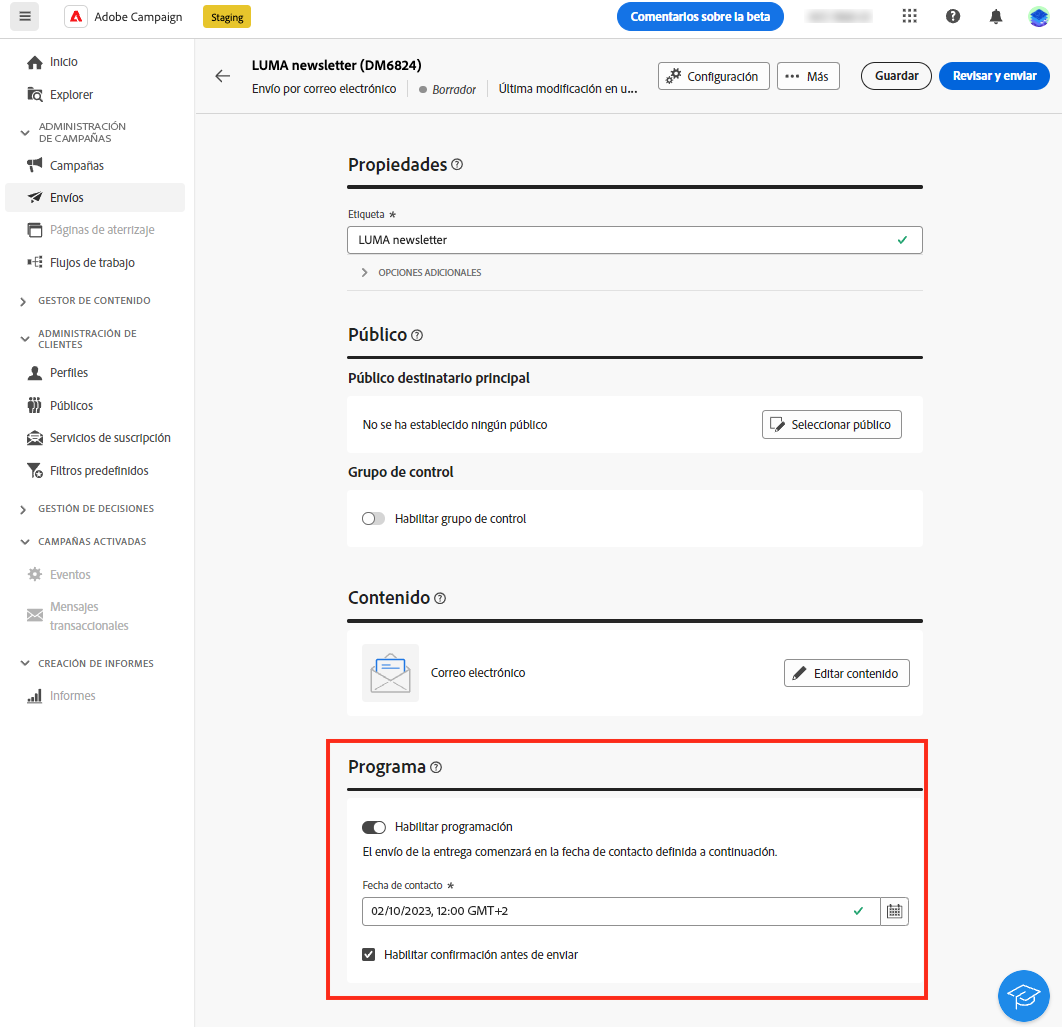 Adobe Campaign
Staging
Comentarios sobre la beta
Inicio
Explorer
ADMINISTRACIÓN
DE CAMPAÑAS
Campañas
Envíos
Páginas de aterrizaje
Flujos de trabajo
GESTOR DE CONTENIDO
ADMINISTRACIÓN DE
CLIENTES
Perfiles
Públicos
Servicios de suscripción
Filtros predefinidos
GESTIÓN DE DECISIONES
CAMPAÑAS ACTIVADAS
Eventos
Mensajes
transaccionales
CREACIÓN DE INFORMES
Informes
LUMA newsletter (DM6824)
Envío por correo electrónico
Borrador
Última modificación en u...
Configuración
Más
Guardar
Revisar y enviar
Propiedades
Etiqueta *
LUMA newsletter
OPCIONES ADICIONALES
Público
Público destinatario principal
No se ha establecido ningún público
Seleccionar público
Grupo de control
Habilitar grupo de control
Contenido
Correo electrónico
Editar contenido
Programa
Habilitar programación
El envío de la entrega comenzará en la fecha de contacto definida a continuación.
Fecha de contacto *
02/10/2023, 12:00 GMT+2
Habilitar confirmación antes de enviar